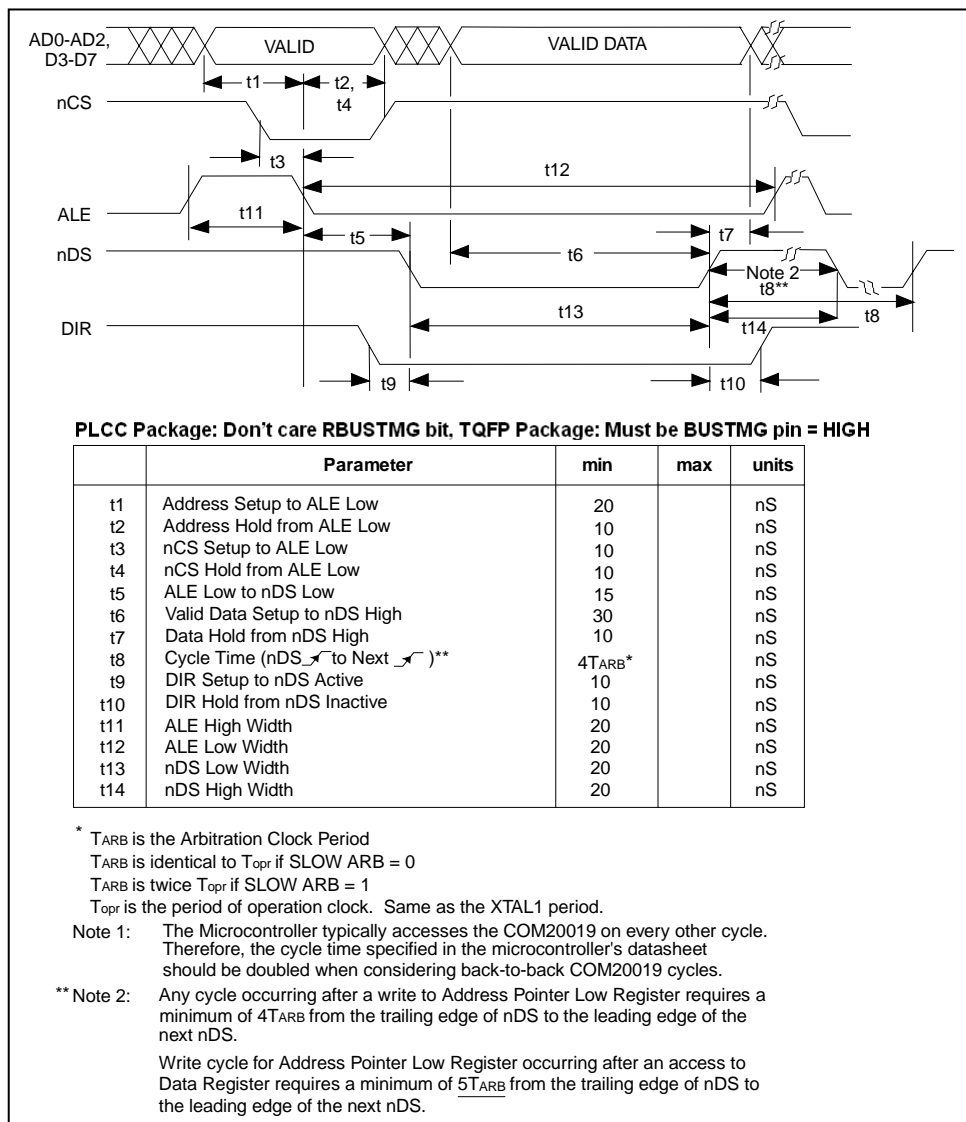 AD0-AD2,
D3-D7
VALID
VALID DATA
t1
t2,
t4
nCS
t3
t12
ALE
t11
t5
t7
nDS
t6
Note 2
t8**
t13
t14
t8
DIR
t9
t10
PLCC Package: Don't care RBUSTMG bit, TQFP Package: Must be BUSTMG pin = HIGH
Parameter min max units
t1 Address Setup to ALE Low 20 nS
t2 Address Hold from ALE Low 10 nS
t3 nCS Setup to ALE Low 10 nS
t4 nCS Hold from ALE Low 10 nS
t5 ALE Low to nDS Low 15 nS
t6 Valid Data Setup to nDS High 30 nS
t7 Data Hold from nDS High 10 nS
t8 Cycle Time (nDS to Next )** 4TARB* nS
t9 DIR Setup to nDS Active 10 nS
t10 DIR Hold from nDS Inactive 10 nS
t11 ALE High Width 20 nS
t12 ALE Low Width 20 nS
t13 nDS Low Width 20 nS
t14 nDS High Width 20 nS
* TARB is the Arbitration Clock Period
TARB is identical to Topr if SLOW ARB = 0
TARB is twice Topr if SLOW ARB = 1
Topr is the period of operation clock. Same as the XTAL1 period.
Note 1: The Microcontroller typically accesses the COM20019 on every other cycle.
Therefore, the cycle time specified in the microcontroller's datasheet
should be doubled when considering back-to-back COM20019 cycles.
** Note 2: Any cycle occurring after a write to Address Pointer Low Register requires a
minimum of 4TARB from the trailing edge of nDS to the leading edge of the
next nDS.
Write cycle for Address Pointer Low Register occurring after an access to
Data Register requires a minimum of 5TARB from the trailing edge of nDS to
the leading edge of the next nDS.